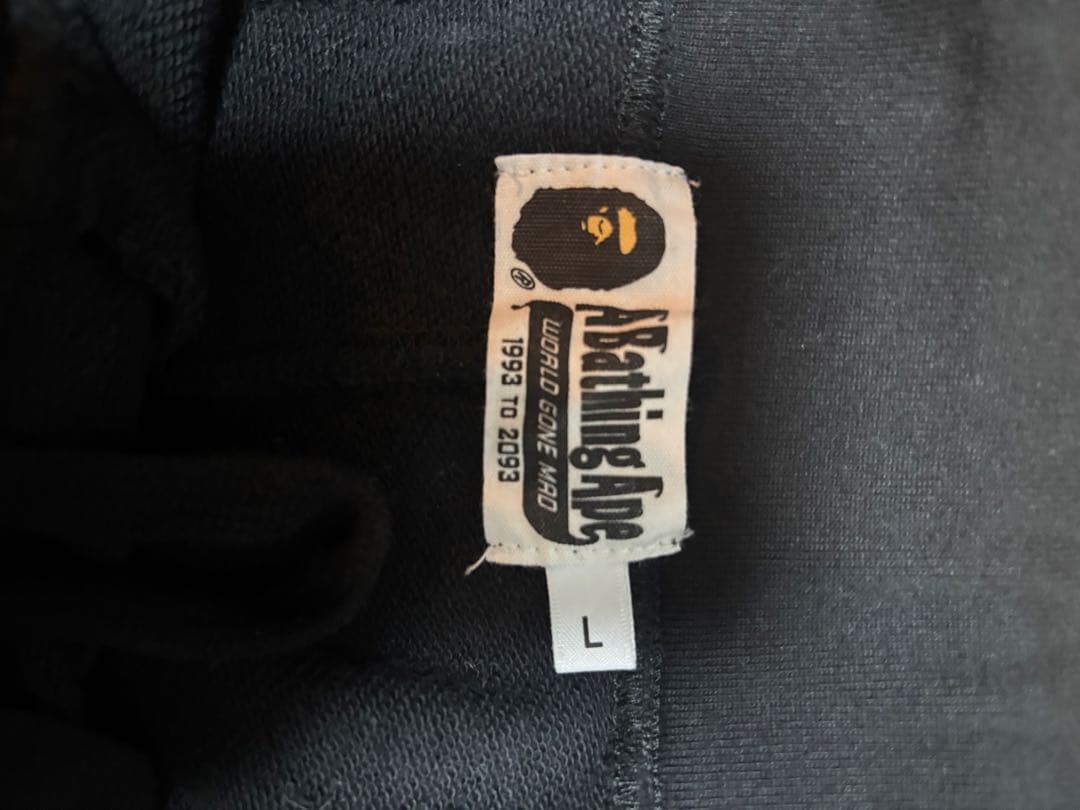 ®
A Bathing Ape
WORLD GONE MAD
1993 TO 2093
L